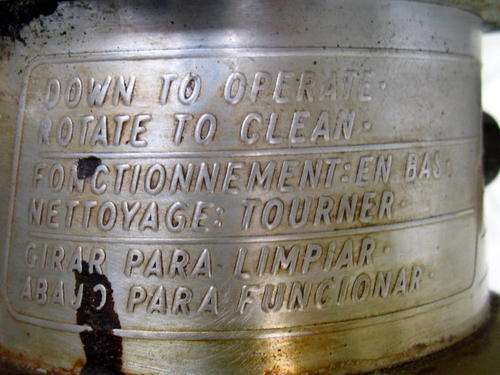 DOWN TO OPERATE·
ROTATE TO CLEAN·
FONCTIONNEMENT: EN BAS·
NETTOYAGE: TOURNER·
GIRAR PARA LIMPIAR·
ABAJO PARA FUNCIONAR·